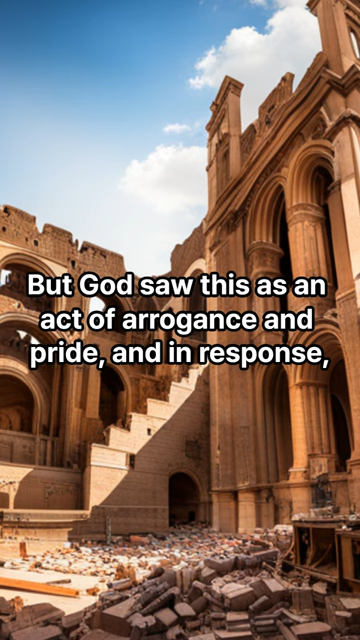 But God saw this as an
act of arrogance and
pride, and in response,